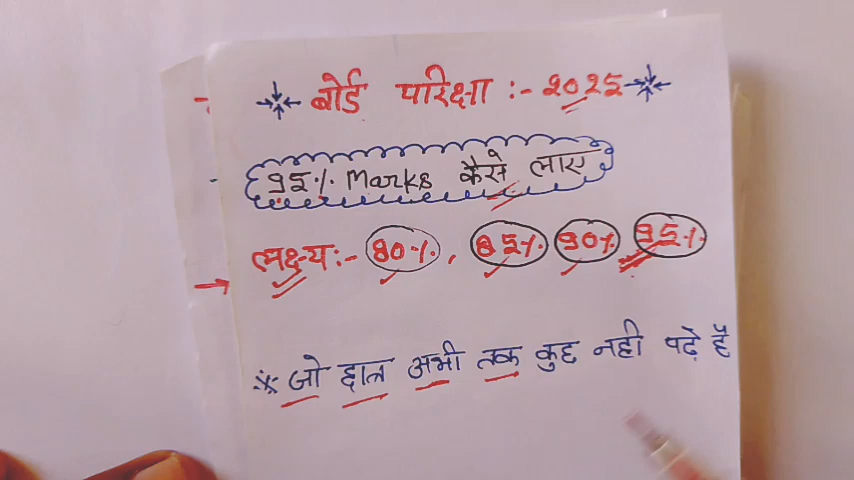 बोर्ड परिक्षा :- 2025
95% Marks कैसे लाए
लक्ष्य :- 80%, 85% 90% 95%
* जो छात्र अभी तक कुछ नही पढ़े हैं